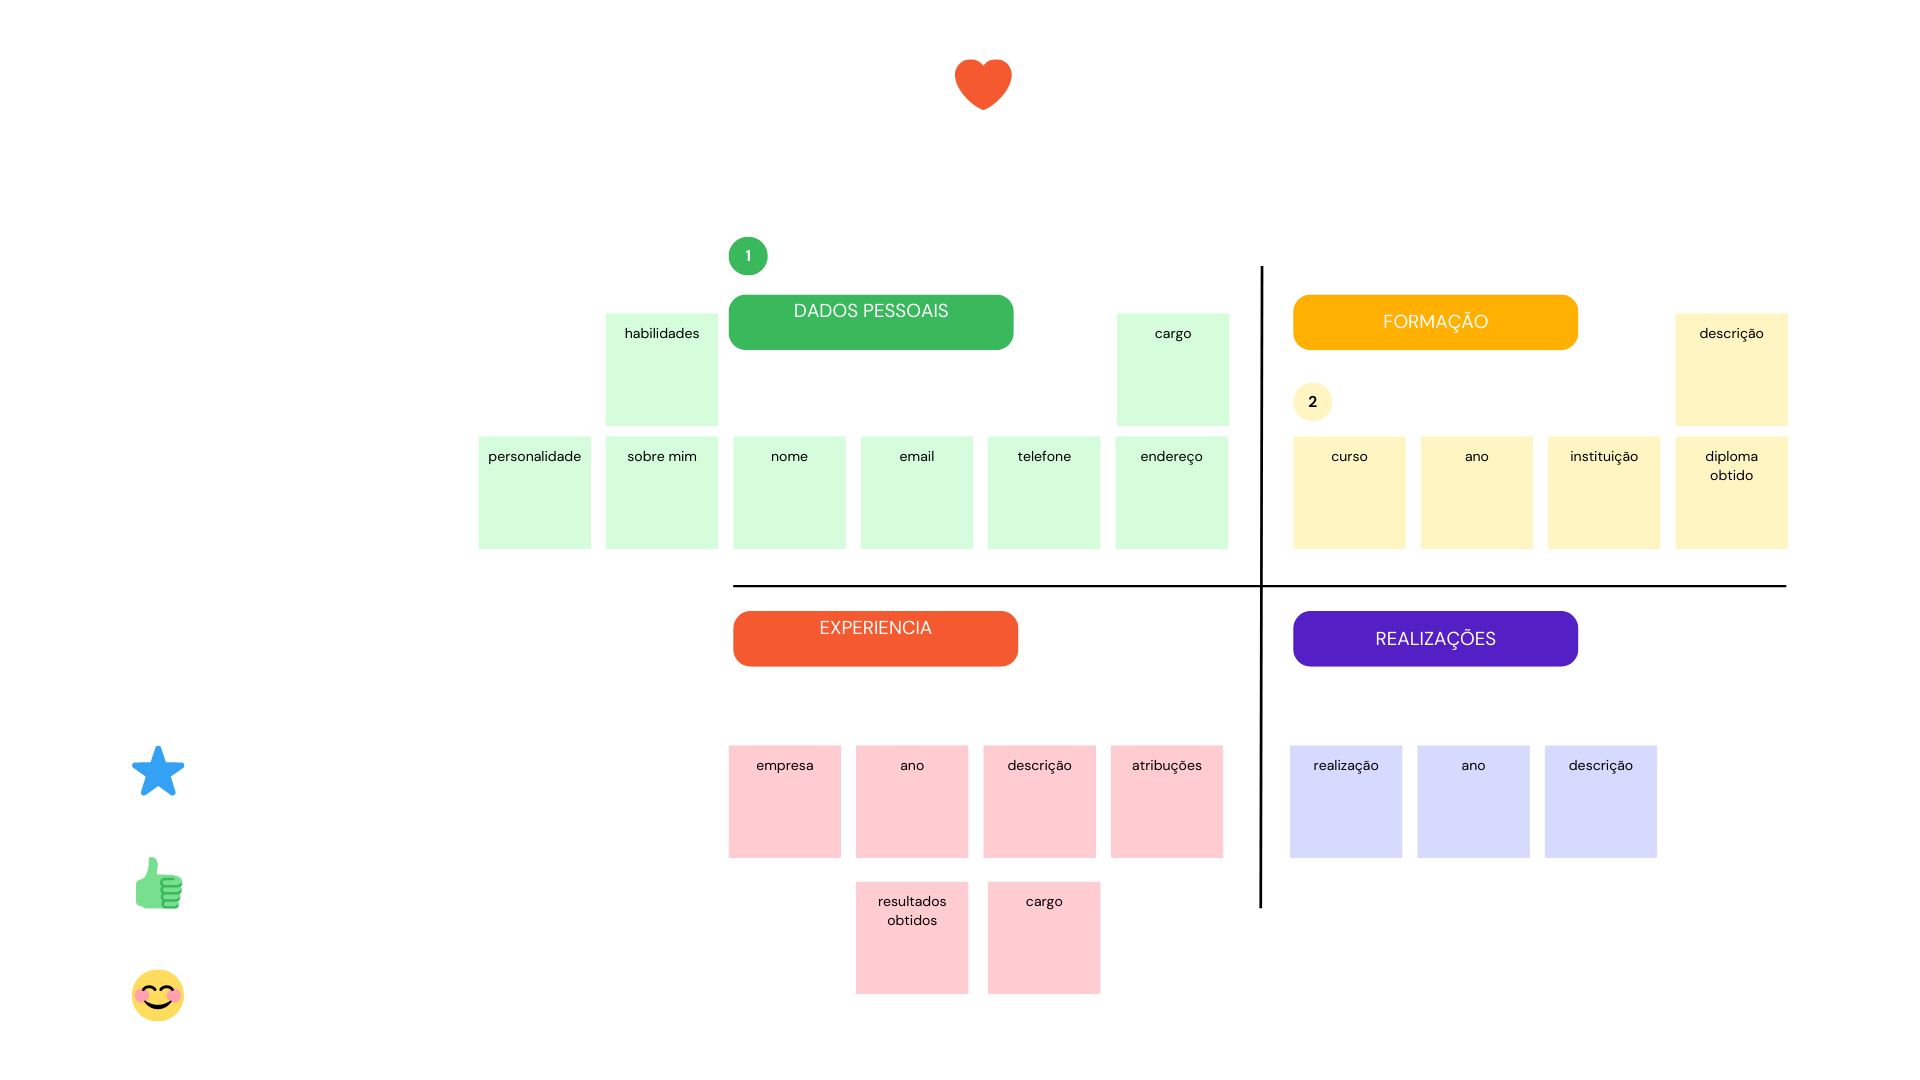 1
DADOS PESSOAIS
habilidades
cargo
personalidade
sobre mim
nome
email
telefone
endereço
FORMAÇÃO
descrição
2
curso
ano
instituição
diploma
obtido
EXPERIENCIA
empresa
ano
descrição
atribuções
resultados
obtidos
cargo
REALIZAÇÕES
realização
ano
descrição